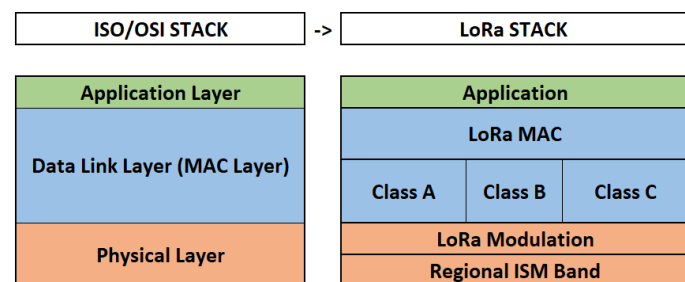 ISO/OSI STACK
->
LoRa STACK
Application Layer
Data Link Layer (MAC Layer)
Physical Layer
Application
LoRa MAC
Class A
Class B
Class C
LoRa Modulation
Regional ISM Band